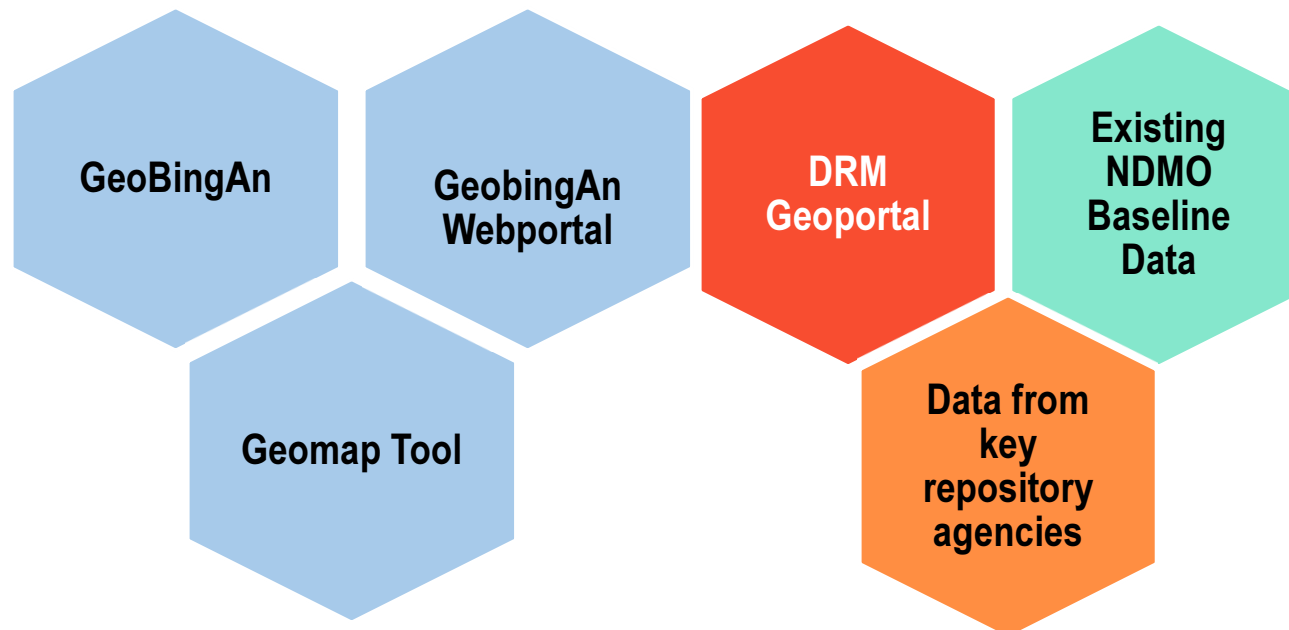 GeoBingAn
GeobingAn
Webportal
DRM
Geoportal
Existing
NDMO
Baseline
Data
Geomap Tool
Data from
key
repository
agencies